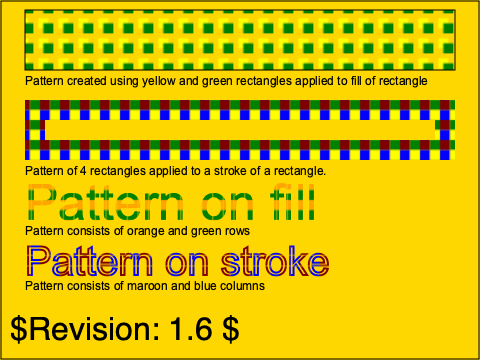 Pattern created using yellow and green rectangles applied to fill of rectangle
Pattern of 4 rectangles applied to a stroke of a rectangle.
Pattern on fill
Pattern consists of orange and green rows
Pattern on stroke
Pattern consists of maroon and blue columns
$Revision: 1.6 $